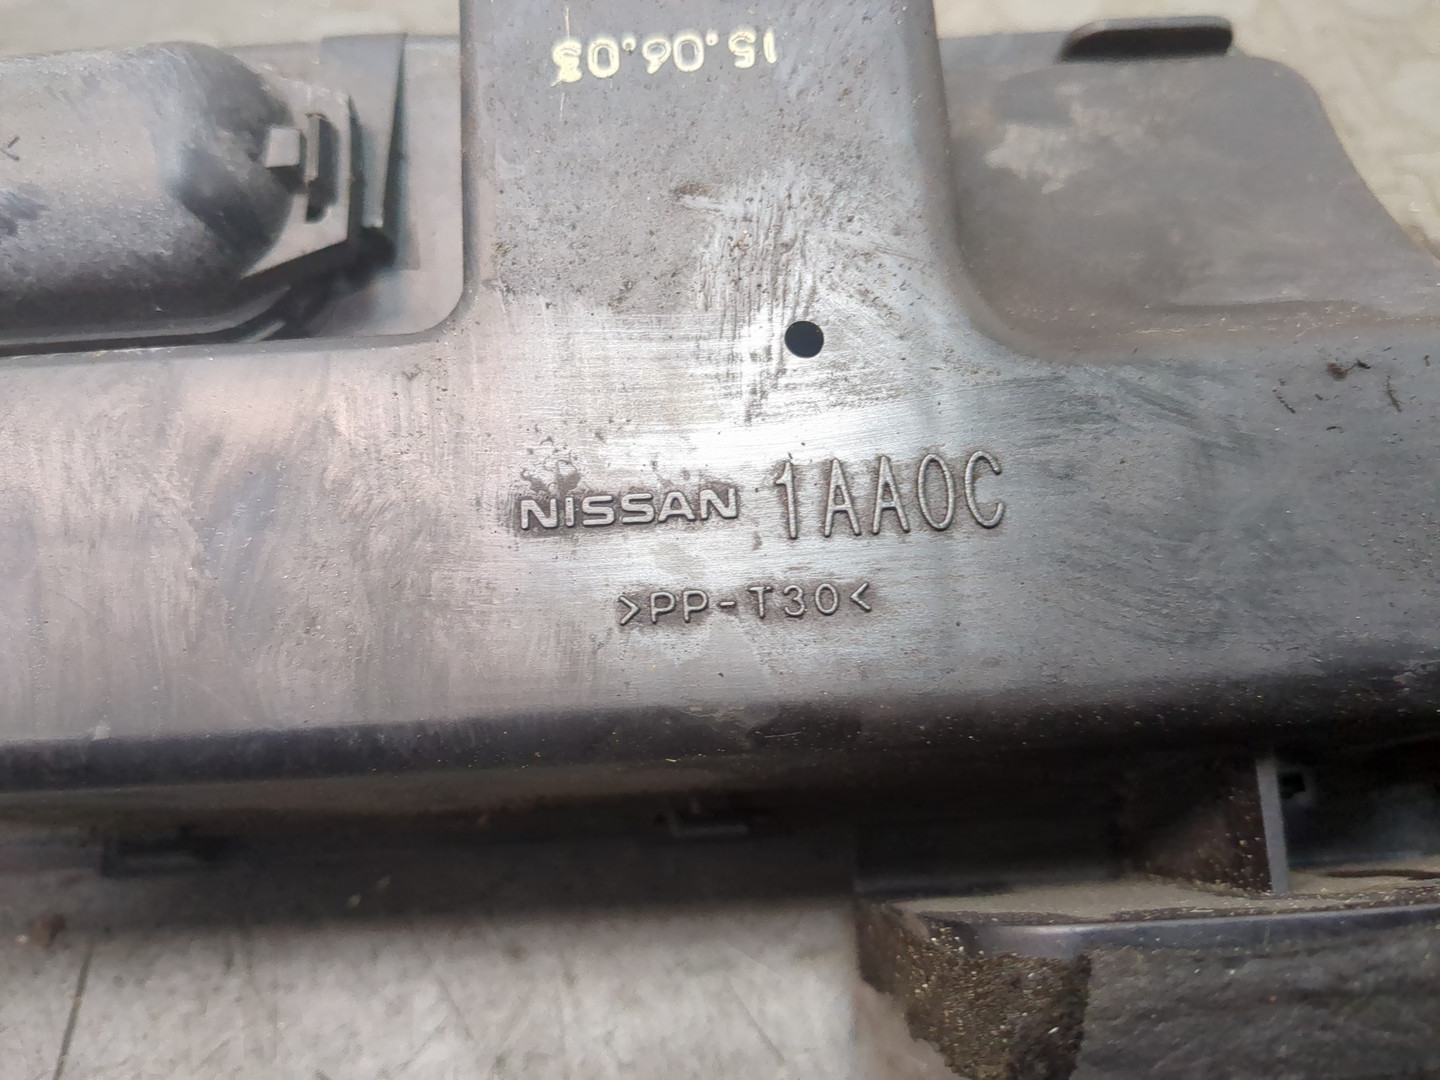 15.06.03
NISSAN 1AA0C
>PP-T30<